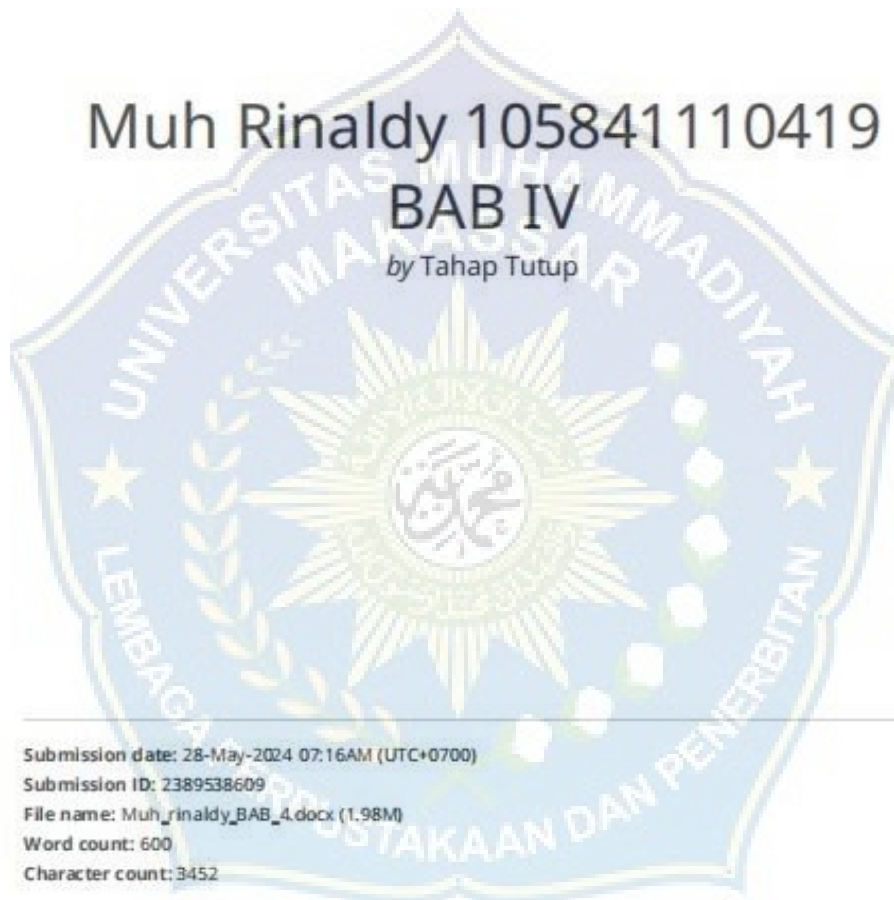 Muh Rinaldy 105841110419
BAB IV
by Tahap Tutup
UNIVERSITAS MUHAMMADIYAH
MAKASSAR
محمد
LEMBAGA PERPUSTAKAAN DAN PENERBITAN
Submission date: 28-May-2024 07:16AM (UTC+0700)
Submission ID: 2389538609
File name: Muh_rinaldy_BAB_4.docx (1.98M)
Word count: 600
Character count: 3452